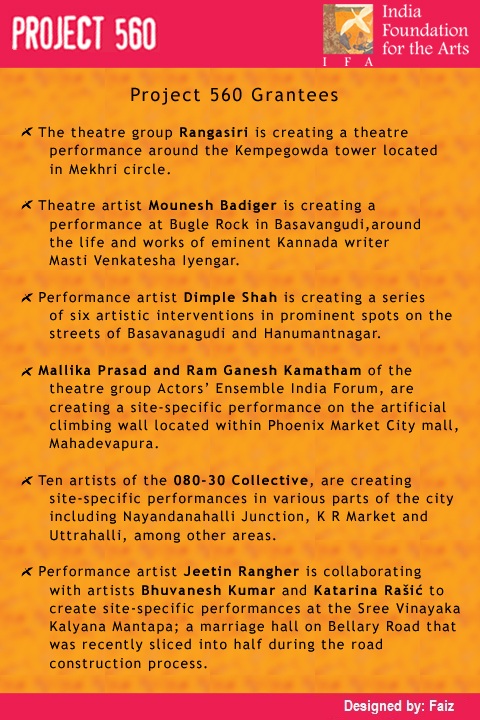 PROJECT 560
India
Foundation
for the Arts
I F A
Project 560 Grantees
The theatre group Rangasiri is creating a theatre
performance around the Kempegowda tower located
in Mekhri circle.
Theatre artist Mounesh Badiger is creating a
performance at Bugle Rock in Basavangudi,around
the life and works of eminent Kannada writer
Masti Venkatesha Iyengar.
Performance artist Dimple Shah is creating a series
of six artistic interventions in prominent spots on the
streets of Basavanagudi and Hanumantnagar.
Mallika Prasad and Ram Ganesh Kamatham of the
theatre group Actors' Ensemble India Forum, are
creating a site-specific performance on the artificial
climbing wall located within Phoenix Market City mall,
Mahadevapura.
Ten artists of the 080-30 Collective, are creating
site-specific performances in various parts of the city
including Nayandanahalli Junction, K R Market and
Uttrahalli, among other areas.
Performance artist Jeetin Rangher is collaborating
with artists Bhuvanesh Kumar and Katarina Rašić to
create site-specific performances at the Sree Vinayaka
Kalyana Mantapa; a marriage hall on Bellary Road that
was recently sliced into half during the road
construction process.
Designed by: Faiz